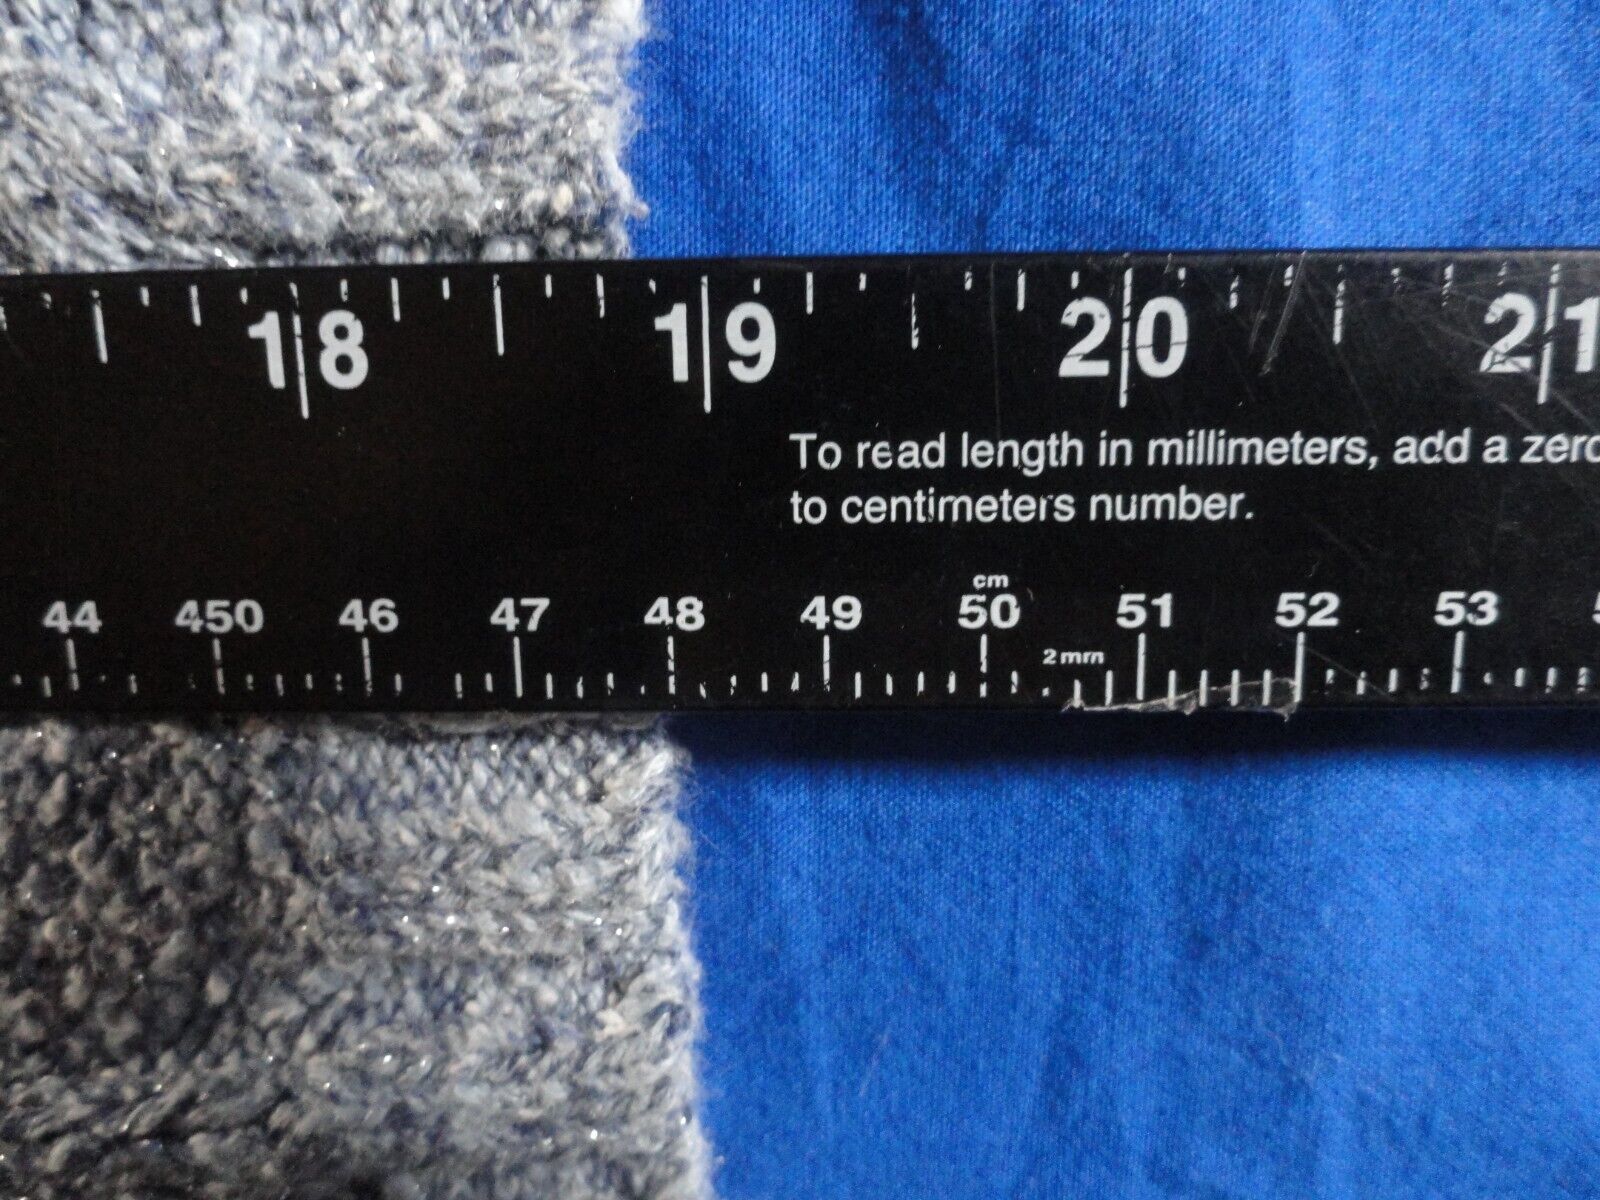 18 19 20 21
To read length in millimeters, add a zero
to centimeters number.
cm
44 450 46 47 48 49 50 51 52 53
2mm